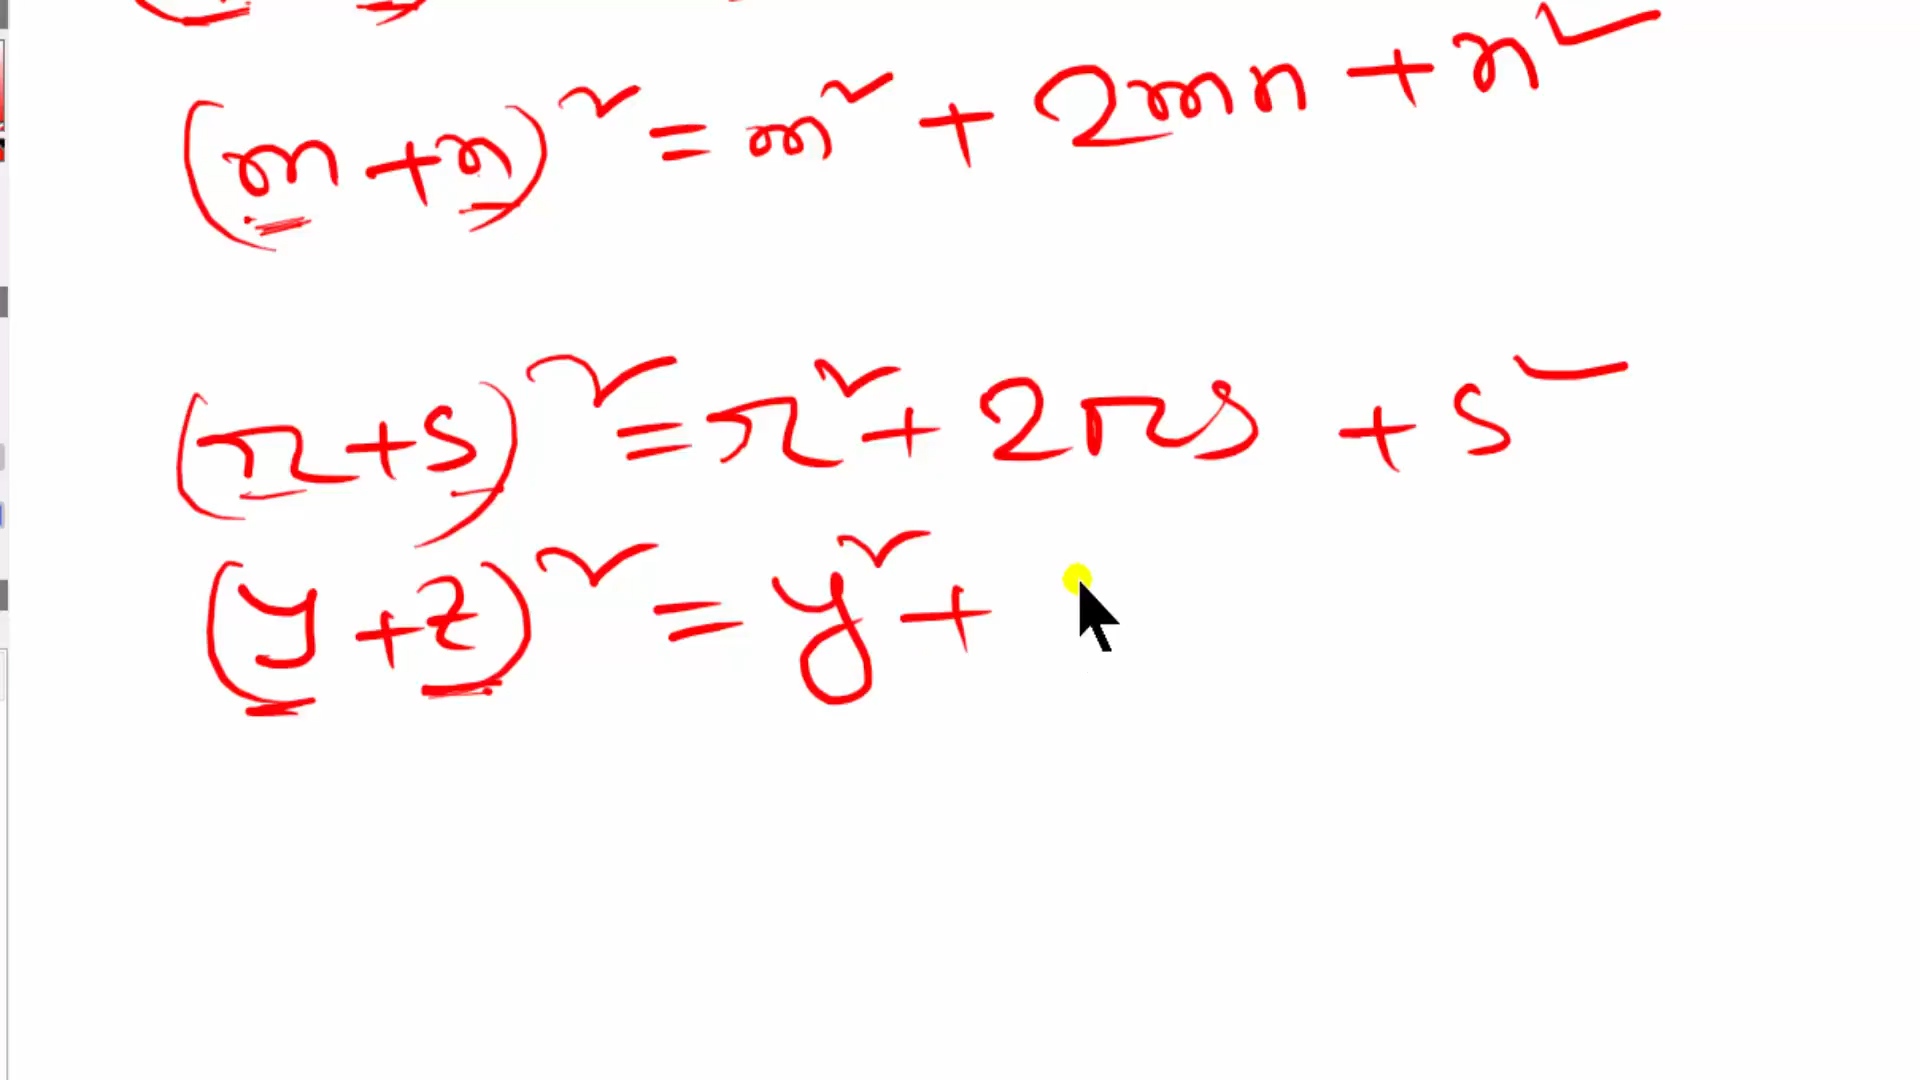 (m+n)² = m² + 2mn + n²
(r+s)² = r² + 2rs + s²
(y+z)² = y² +